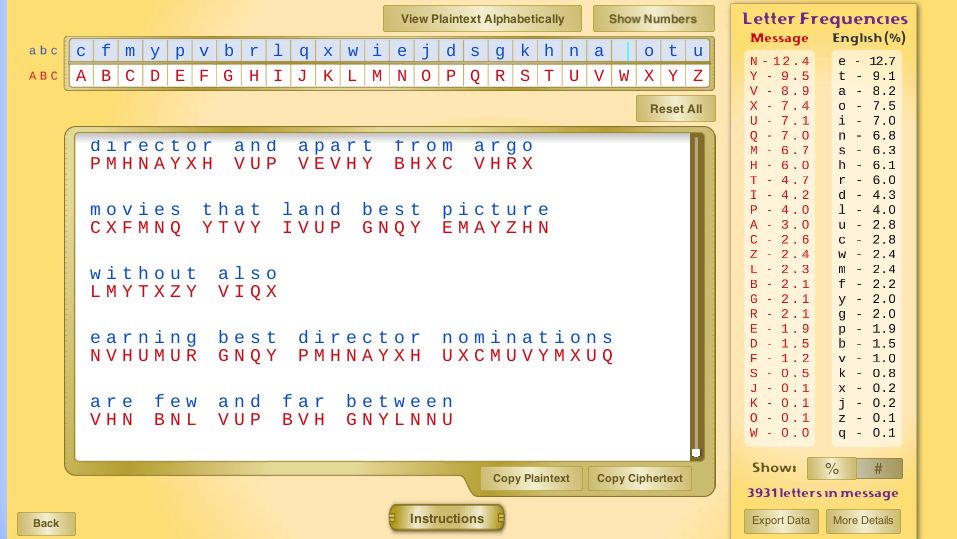 View Plaintext Alphabetically Show Numbers
abc c f m y p v b r l q x w i e j d s g k h n a o t u
ABC A B C D E F G H I J K L M N O P Q R S T U V W X Y Z
Reset All
director and apart from argo
PMHNAYXH VUP VEVHY BHXC VHRX
movies that land best picture
CXFMNQ YTVY IVUP GNQY EMAYZHN
without also
LMYTXZY VIQX
earning best director nominations
NVHUMUR GNQY PMHNAYXH UXCMUVYMXUQ
are few and far between
VHN BNL VUP BVH GNYLNNU
Copy Plaintext Copy Ciphertext
Back
Instructions
Letter Frequencies
Message English (%)
N - 12.4 e - 12.7
Y - 9.5 t - 9.1
V - 8.9 a - 8.2
X - 7.4 o - 7.5
U - 7.1 i - 7.0
Q - 7.0 n - 6.8
M - 6.7 s - 6.3
H - 6.0 h - 6.1
T - 4.7 r - 6.0
I - 4.2 d - 4.3
P - 4.0 l - 4.0
A - 3.0 u - 2.8
C - 2.6 c - 2.8
Z - 2.4 w - 2.4
L - 2.3 m - 2.4
B - 2.1 f - 2.2
G - 2.1 y - 2.0
R - 2.1 g - 2.0
E - 1.9 p - 1.9
D - 1.5 b - 1.5
F - 1.2 v - 1.0
S - 0.5 k - 0.8
J - 0.1 x - 0.2
K - 0.1 j - 0.2
O - 0.1 z - 0.1
W - 0.0 q - 0.1
Show: % #
3931 letters in message
Export Data More Details